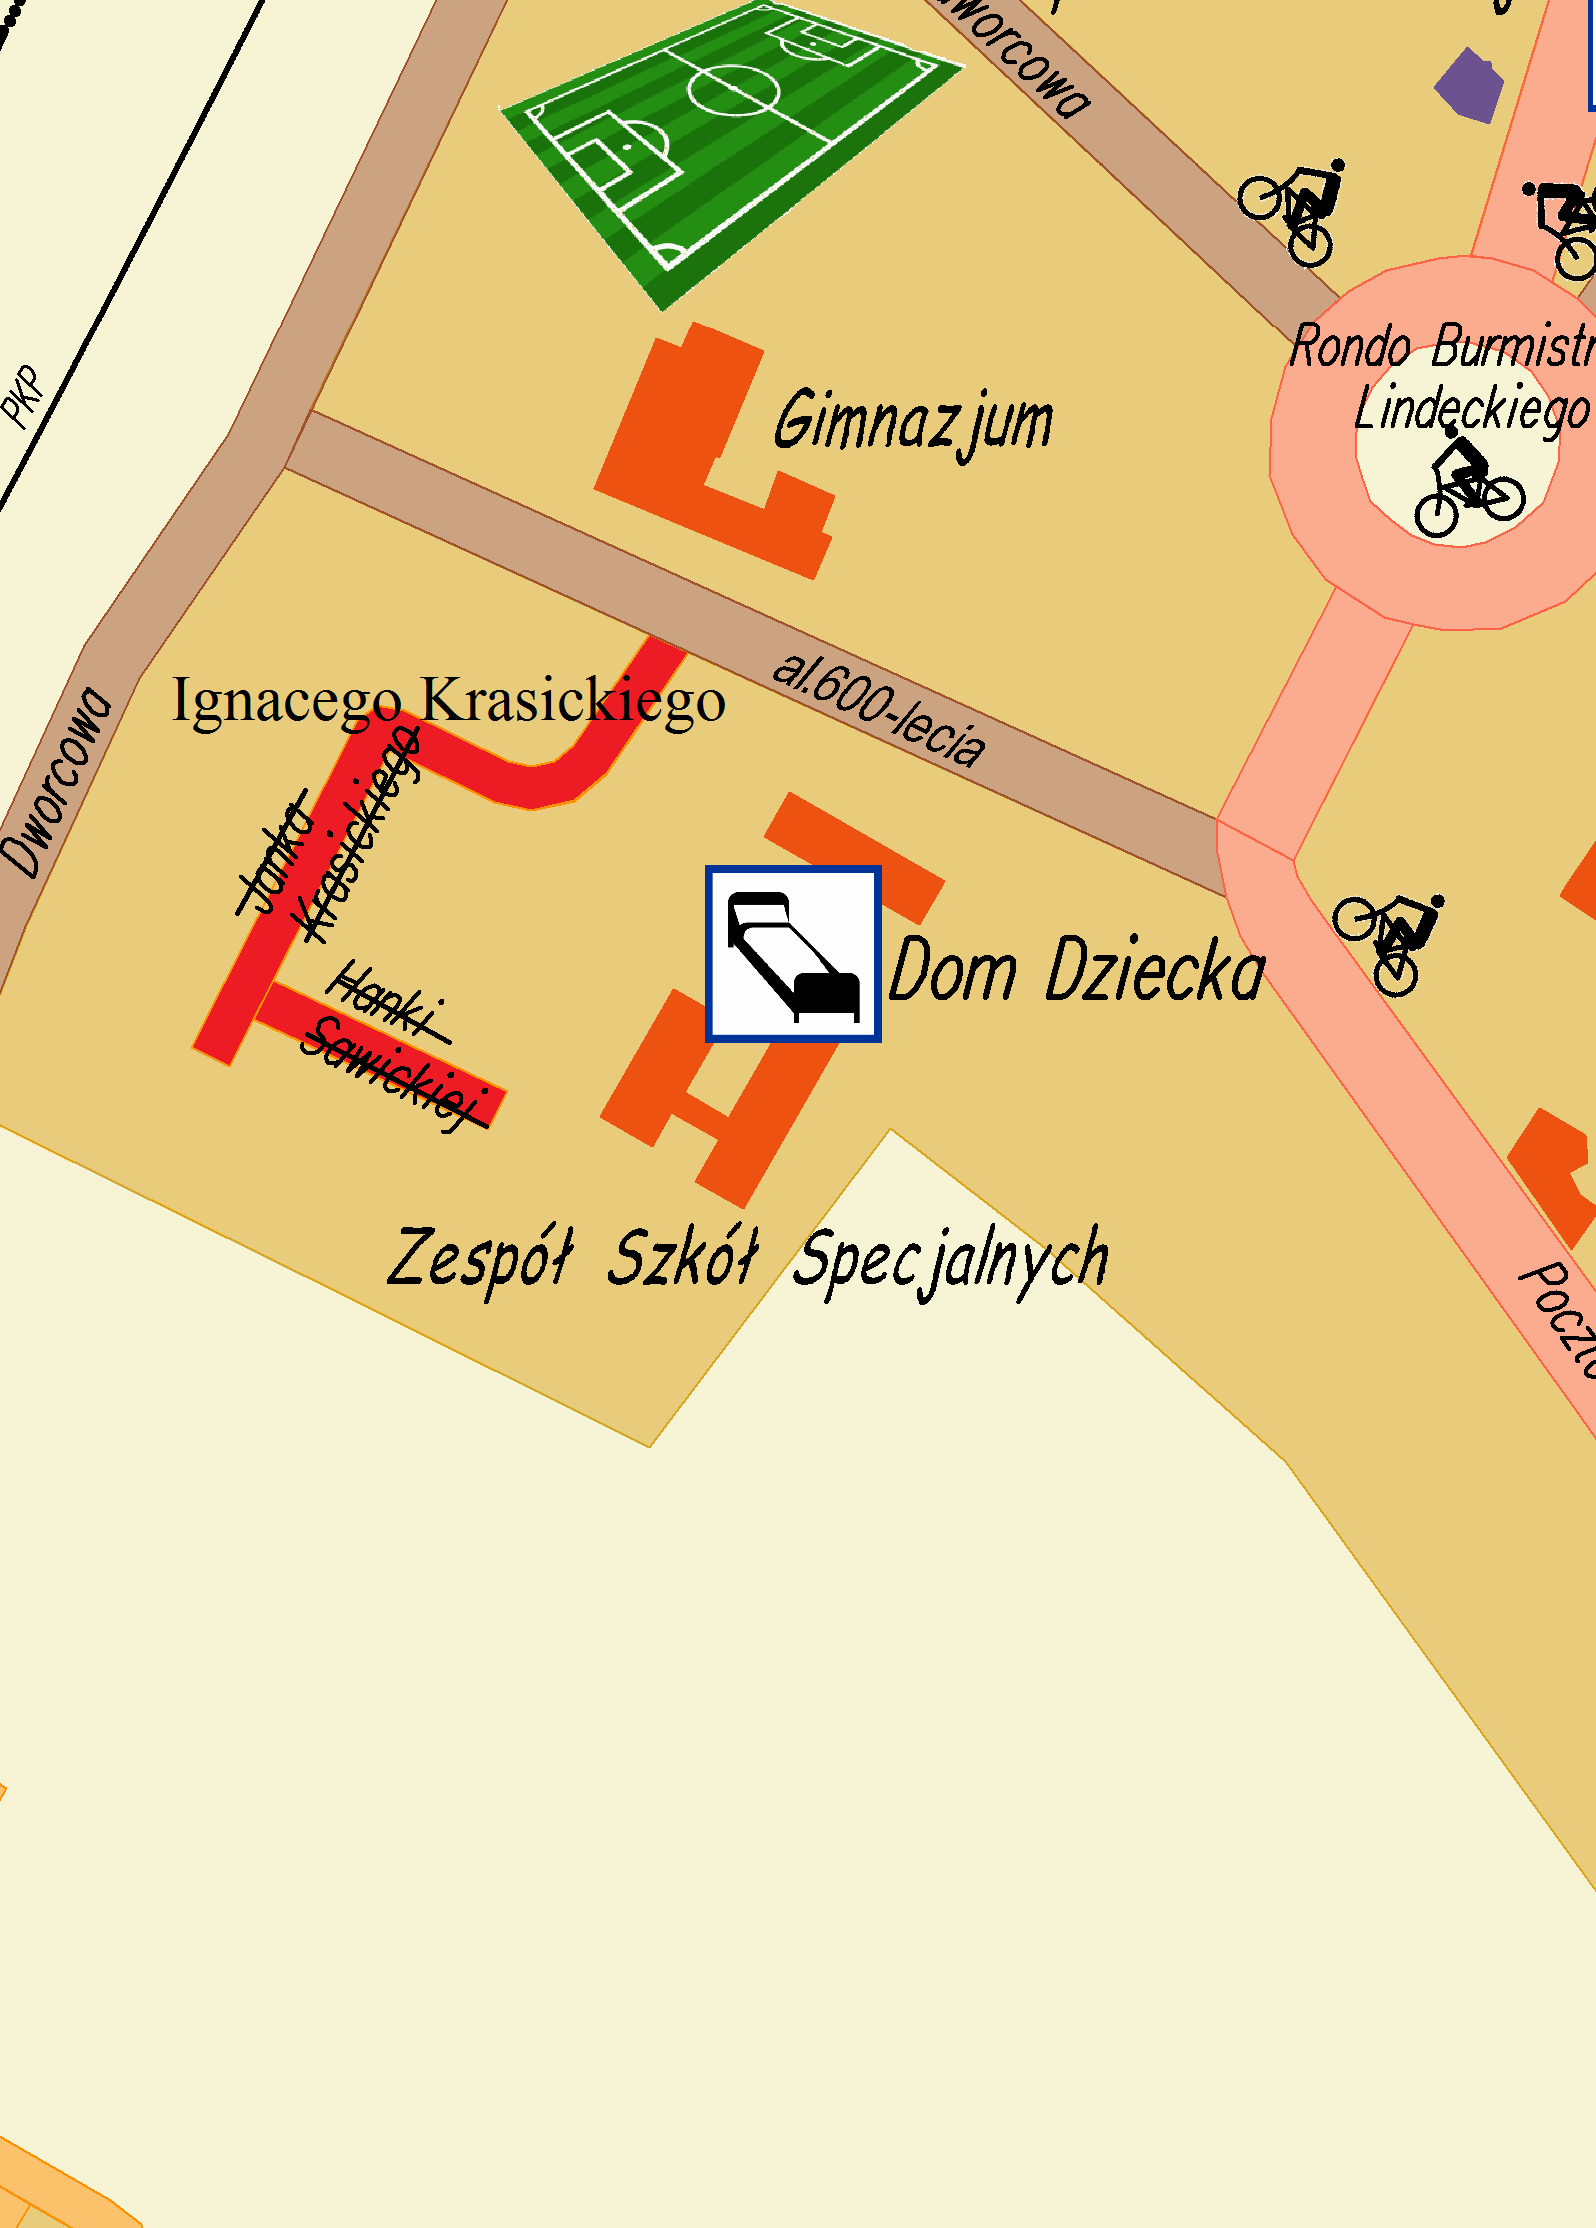 Dworcowa
Rondo Burmistr
Lindeckiego
PKP
Gimnazjum
al.600-lecia
Ignacego Krasickiego
Dworcowa
Janka
Krasickiego
Hanki
Sawickiej
Dom Dziecka
Zespół Szkół Specjalnych
Poczto